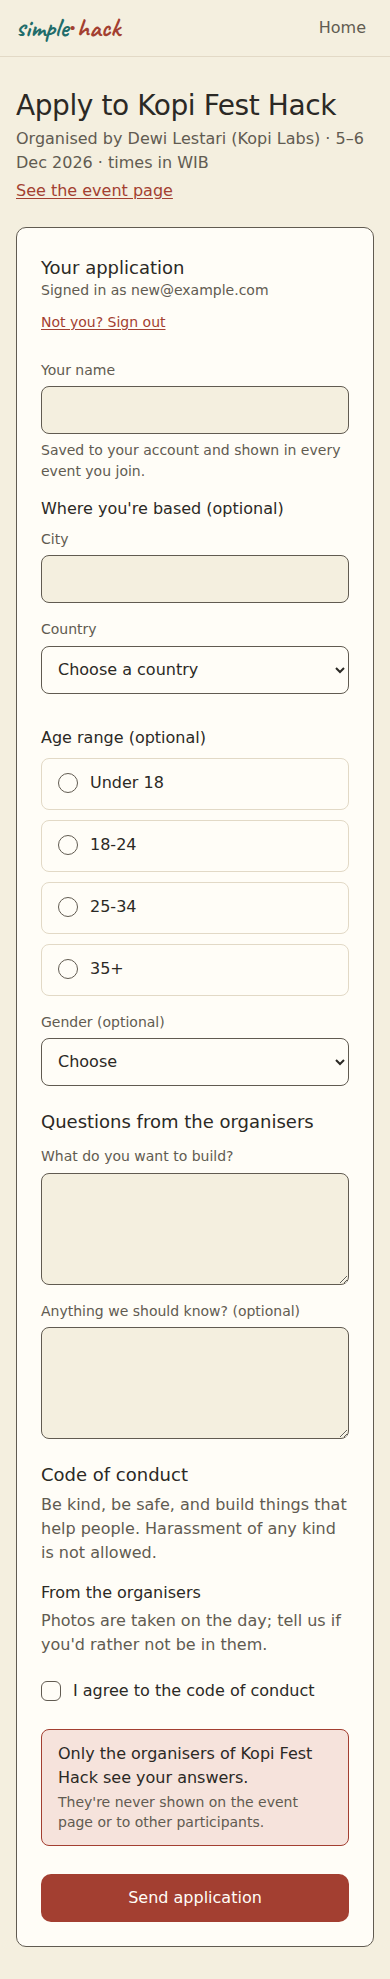 simple·hack
Home
Apply to Kopi Fest Hack
Organised by Dewi Lestari (Kopi Labs) · 5–6
Dec 2026 · times in WIB
See the event page
Your application
Signed in as new@example.com
Not you? Sign out
Your name
Saved to your account and shown in every
event you join.
Where you're based (optional)
City
Country
Choose a country
Age range (optional)
Under 18
18-24
25-34
35+
Gender (optional)
Choose
Questions from the organisers
What do you want to build?
Anything we should know? (optional)
Code of conduct
Be kind, be safe, and build things that
help people. Harassment of any kind
is not allowed.
From the organisers
Photos are taken on the day; tell us if
you'd rather not be in them.
I agree to the code of conduct
Only the organisers of Kopi Fest
Hack see your answers.
They're never shown on the event
page or to other participants.
Send application